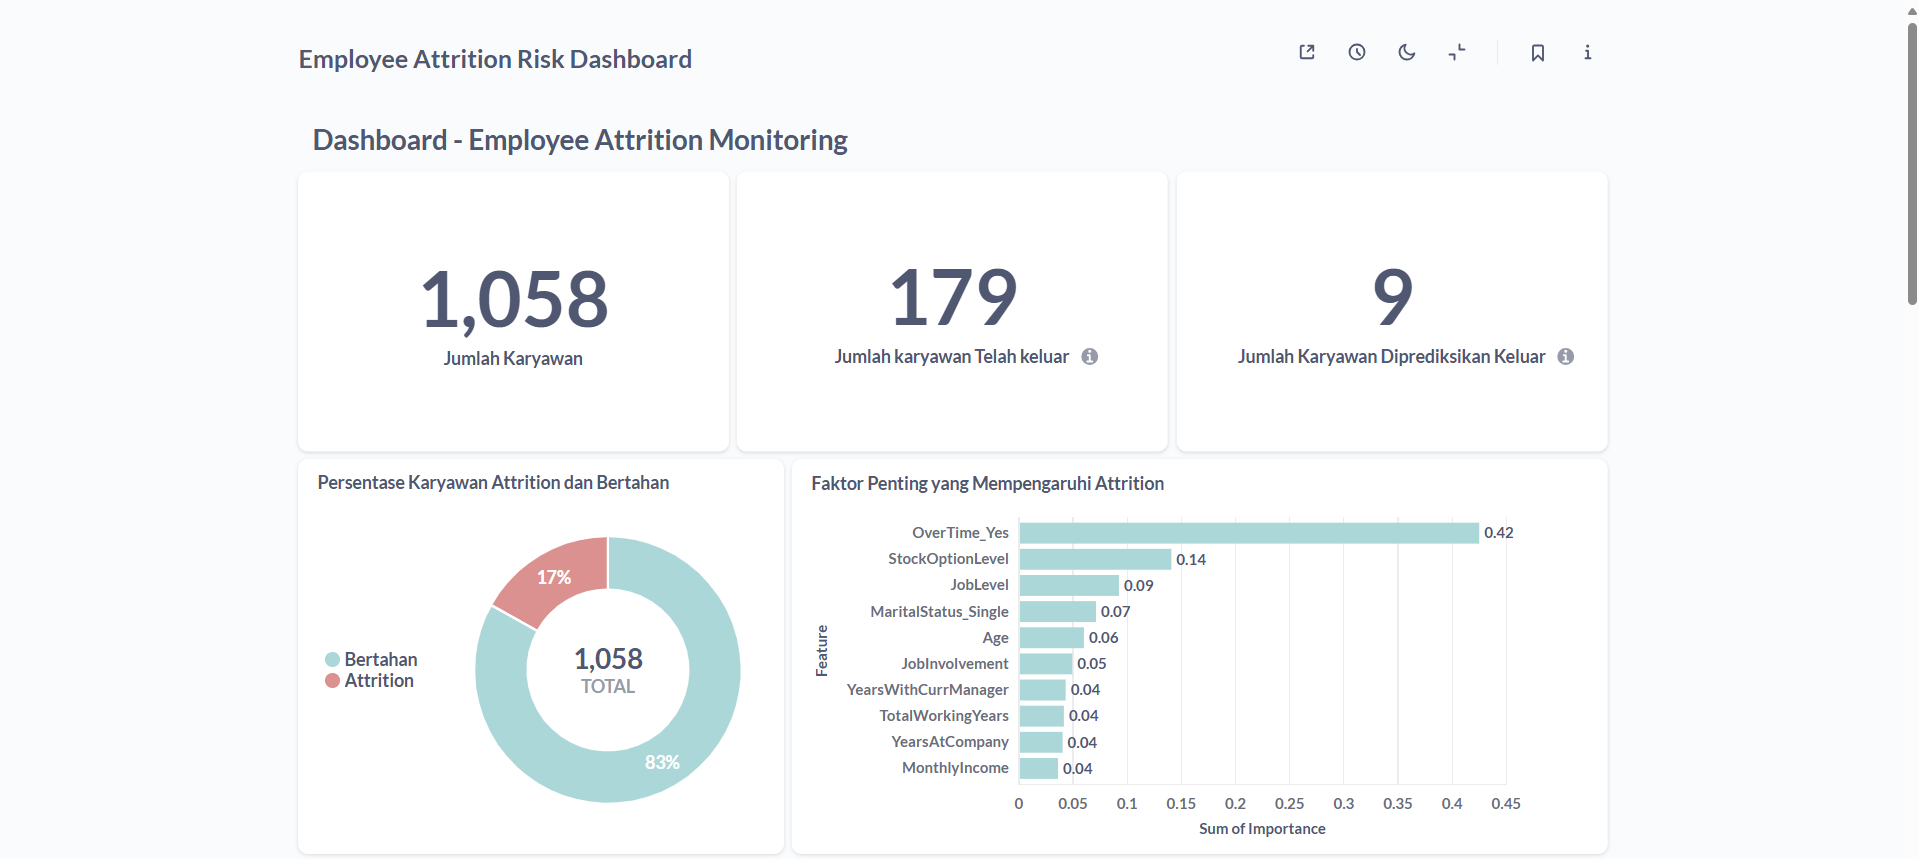 Employee Attrition Risk Dashboard
Dashboard - Employee Attrition Monitoring
1,058
Jumlah Karyawan
179
Jumlah karyawan Telah keluar
9
Jumlah Karyawan Diprediksikan Keluar
Persentase Karyawan Attrition dan Bertahan
Bertahan
Attrition
17%
1,058
TOTAL
83%
Faktor Penting yang Mempengaruhi Attrition
Feature
OverTime_Yes 0.42
StockOptionLevel 0.14
JobLevel 0.09
MaritalStatus_Single 0.07
Age 0.06
JobInvolvement 0.05
YearsWithCurrManager 0.04
TotalWorkingYears 0.04
YearsAtCompany 0.04
MonthlyIncome 0.04
0 0.05 0.1 0.15 0.2 0.25 0.3 0.35 0.4 0.45
Sum of Importance